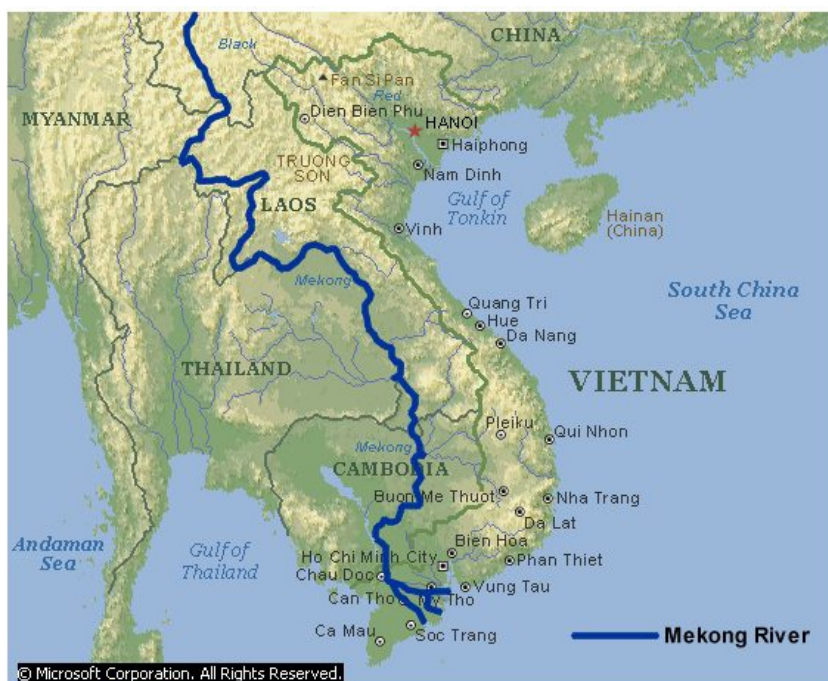 CHINA
Black
Fan Si Pan
Red
MYANMAR
Dien Bien Phu
HANOI
Haiphong
TRUONG
SON
Nam Dinh
Gulf of
Tonkin
LAOS
Hainan
(China)
Vinh
Mekong
South China
Sea
Quang Tri
Hue
Da Nang
THAILAND
VIETNAM
Pleiku
Qui Nhon
Mekong
CAMBODIA
Buon Me Thuot
Nha Trang
Da Lat
Andaman
Sea
Gulf of
Thailand
Bien Hoa
Ho Chi Minh City
Phan Thiet
Chau Doc
Vung Tau
Can Tho
My Tho
Ca Mau
Soc Trang
Mekong River
© Microsoft Corporation. All Rights Reserved.